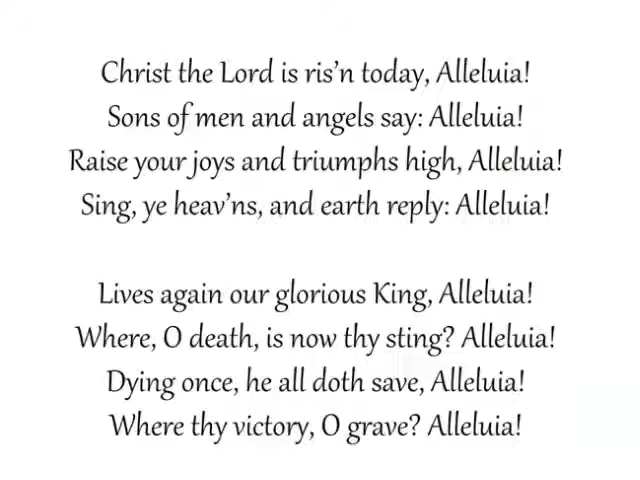 Christ the Lord is ris’n today, Alleluia!
Sons of men and angels say: Alleluia!
Raise your joys and triumphs high, Alleluia!
Sing, ye heav’ns, and earth reply: Alleluia!
Lives again our glorious King, Alleluia!
Where, O death, is now thy sting? Alleluia!
Dying once, he all doth save, Alleluia!
Where thy victory, O grave? Alleluia!